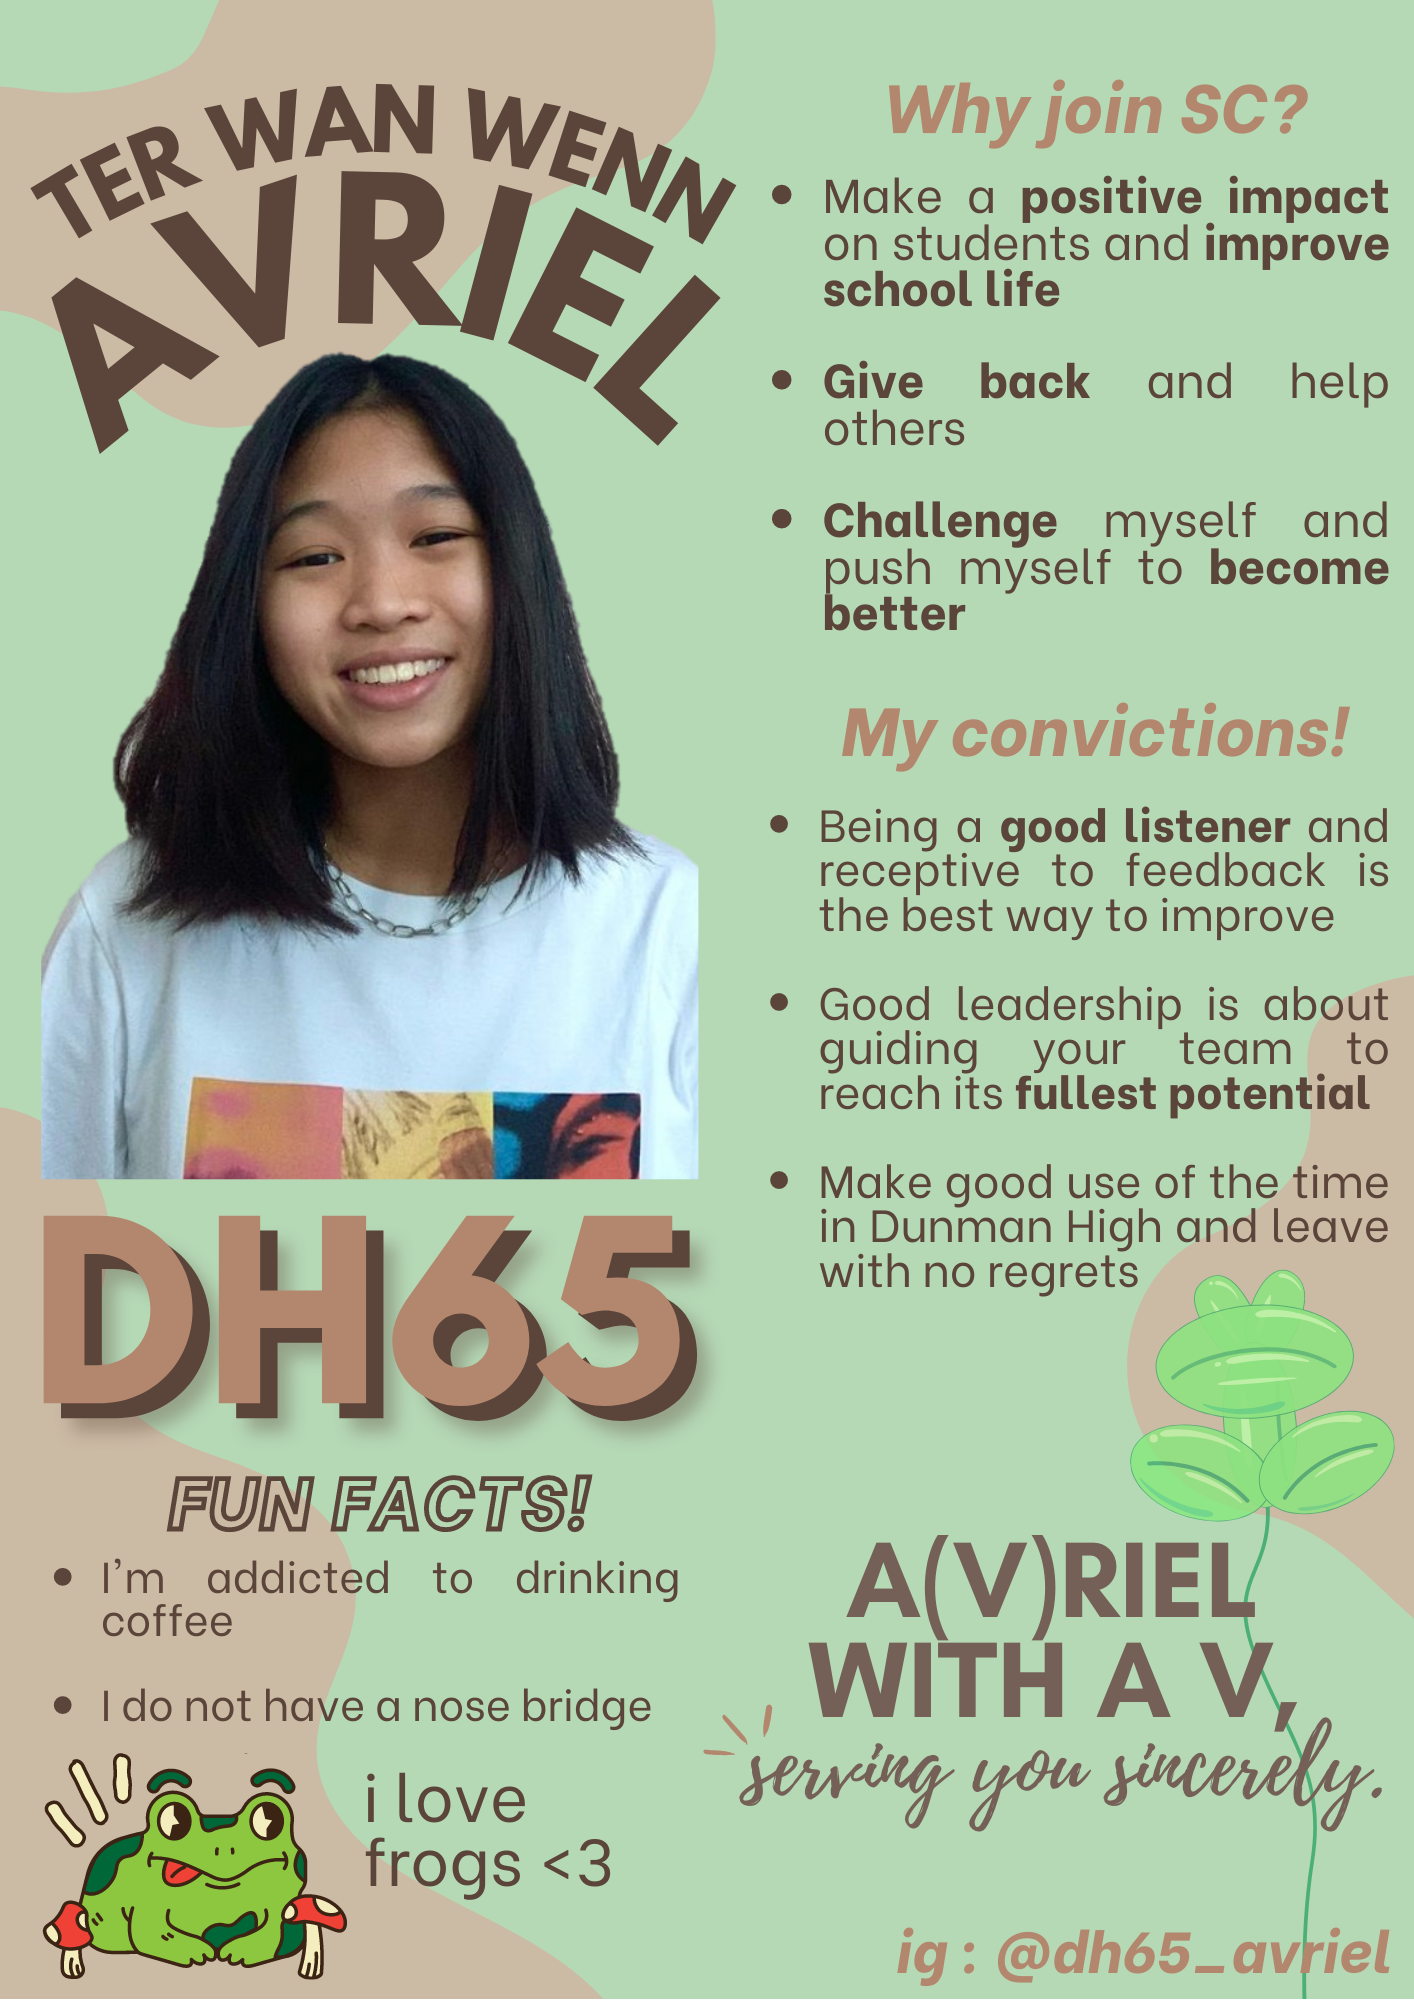 TER WAN WENN
AVRIEL
DH65
FUN FACTS!
• I'm addicted to drinking
coffee
• I do not have a nose bridge
i love
frogs <3
Why join SC?
• Make a positive impact
on students and improve
school life
• Give back and help
others
• Challenge myself and
push myself to become
better
My convictions!
• Being a good listener and
receptive to feedback is
the best way to improve
• Good leadership is about
guiding your team to
reach its fullest potential
• Make good use of the time
in Dunman High and leave
with no regrets
A(V)RIEL
WITH A V,
serving you sincerely.
ig : @dh65_avriel